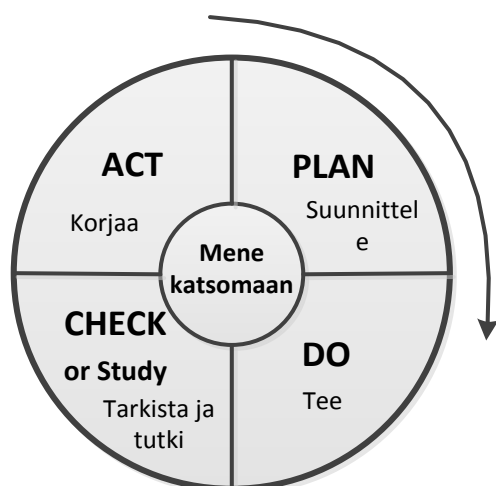 ACT
Korjaa
PLAN
Suunnittel
e
Mene
katsomaan
CHECK
or Study
Tarkista ja
tutki
DO
Tee